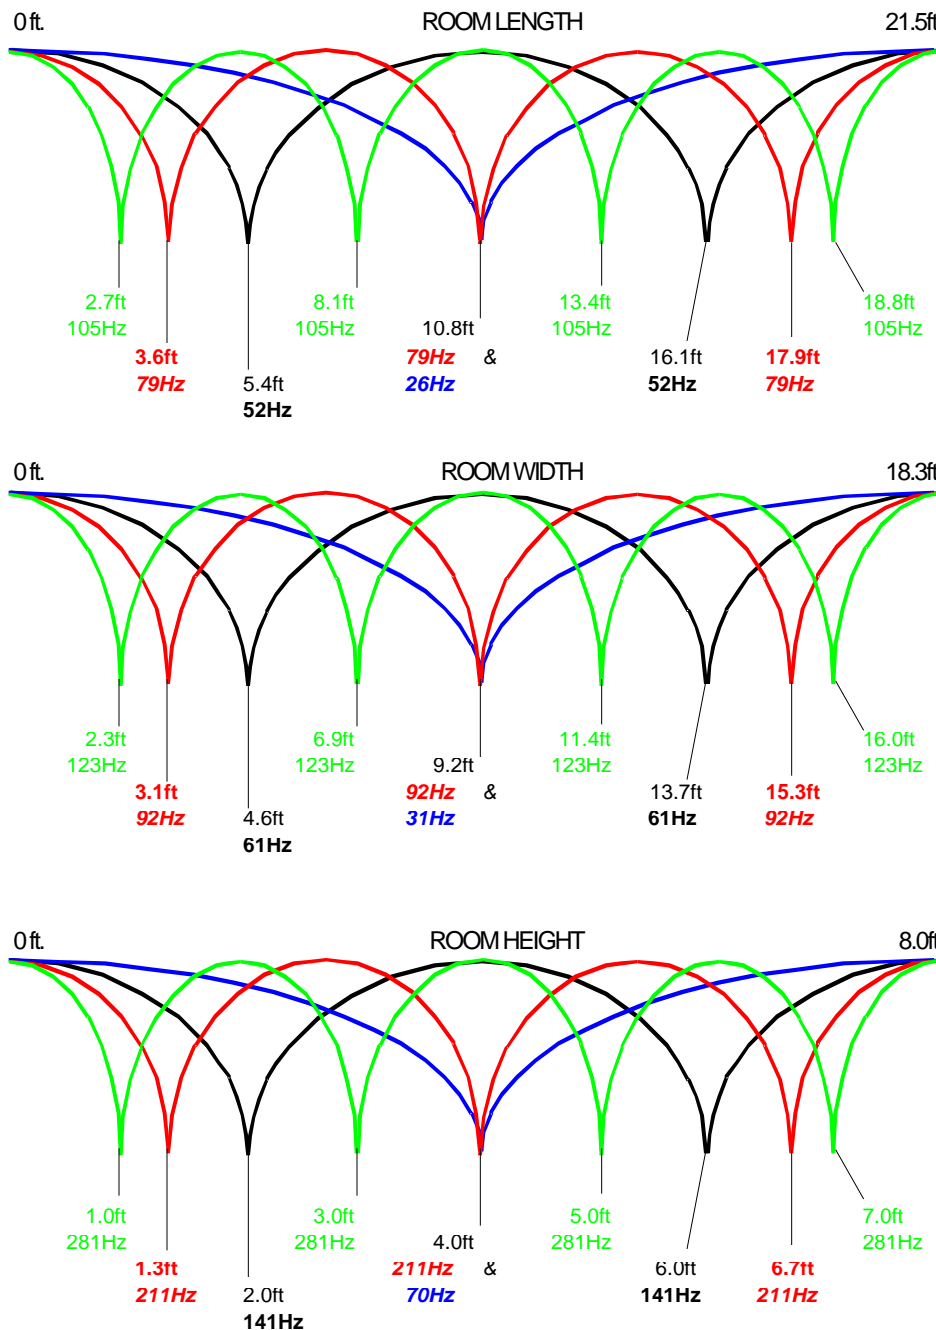 0 ft. ROOM LENGTH 21.5ft
2.7ft 8.1ft 13.4ft 18.8ft
105Hz 105Hz 105Hz 105Hz
10.8ft
3.6ft 79Hz & 16.1ft 17.9ft
79Hz 26Hz 52Hz 79Hz
5.4ft
52Hz
0 ft. ROOM WIDTH 18.3ft
2.3ft 6.9ft 11.4ft 16.0ft
123Hz 123Hz 123Hz 123Hz
9.2ft
3.1ft 92Hz & 13.7ft 15.3ft
92Hz 31Hz 61Hz 92Hz
4.6ft
61Hz
0 ft. ROOM HEIGHT 8.0ft
1.0ft 3.0ft 5.0ft 7.0ft
281Hz 281Hz 281Hz 281Hz
4.0ft
1.3ft 211Hz & 6.0ft 6.7ft
211Hz 70Hz 141Hz 211Hz
2.0ft
141Hz